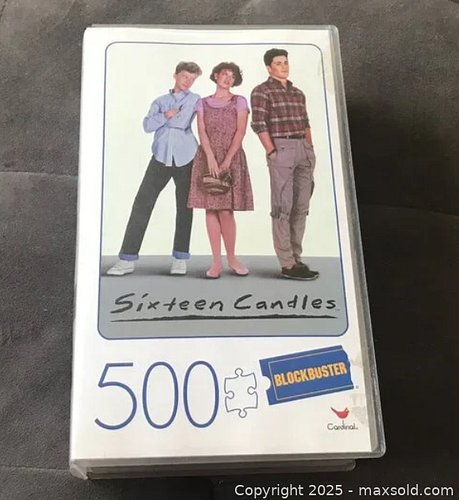 Sixteen Candles
500
BLOCKBUSTER
Cardinal
Copyright © 2025 - maxsold.com